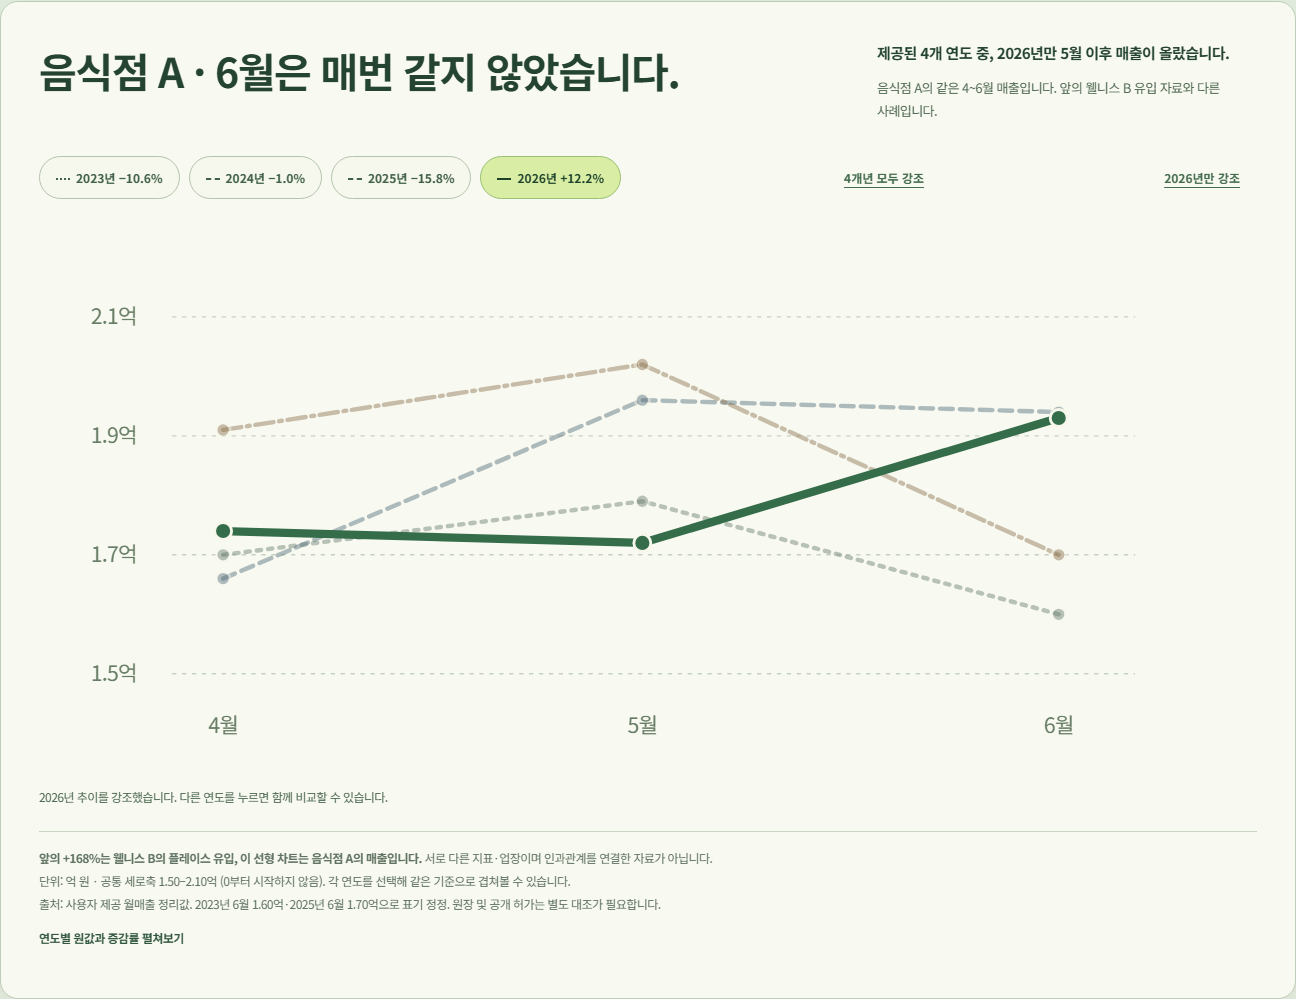 음식점 A · 6월은 매번 같지 않았습니다.
제공된 4개 연도 중, 2026년만 5월 이후 매출이 올랐습니다.
음식점 A의 같은 4~6월 매출입니다. 앞의 웰니스 B 유입 자료와 다른
사례입니다.
2023년 −10.6%
2024년 −1.0%
2025년 −15.8%
2026년 +12.2%
4개년 모두 강조
2026년만 강조
2.1억
1.9억
1.7억
1.5억
4월
5월
6월
2026년 추이를 강조했습니다. 다른 연도를 누르면 함께 비교할 수 있습니다.
앞의 +168%는 웰니스 B의 플레이스 유입, 이 선형 차트는 음식점 A의 매출입니다. 서로 다른 지표·업장이며 인과관계를 연결한 자료가 아닙니다.
단위: 억 원 · 공통 세로축 1.50–2.10억 (0부터 시작하지 않음). 각 연도를 선택해 같은 기준으로 겹쳐볼 수 있습니다.
출처: 사용자 제공 월매출 정리값. 2023년 6월 1.60억·2025년 6월 1.70억으로 표기 정정. 원장 및 공개 허가는 별도 대조가 필요합니다.
연도별 원값과 증감률 펼쳐보기